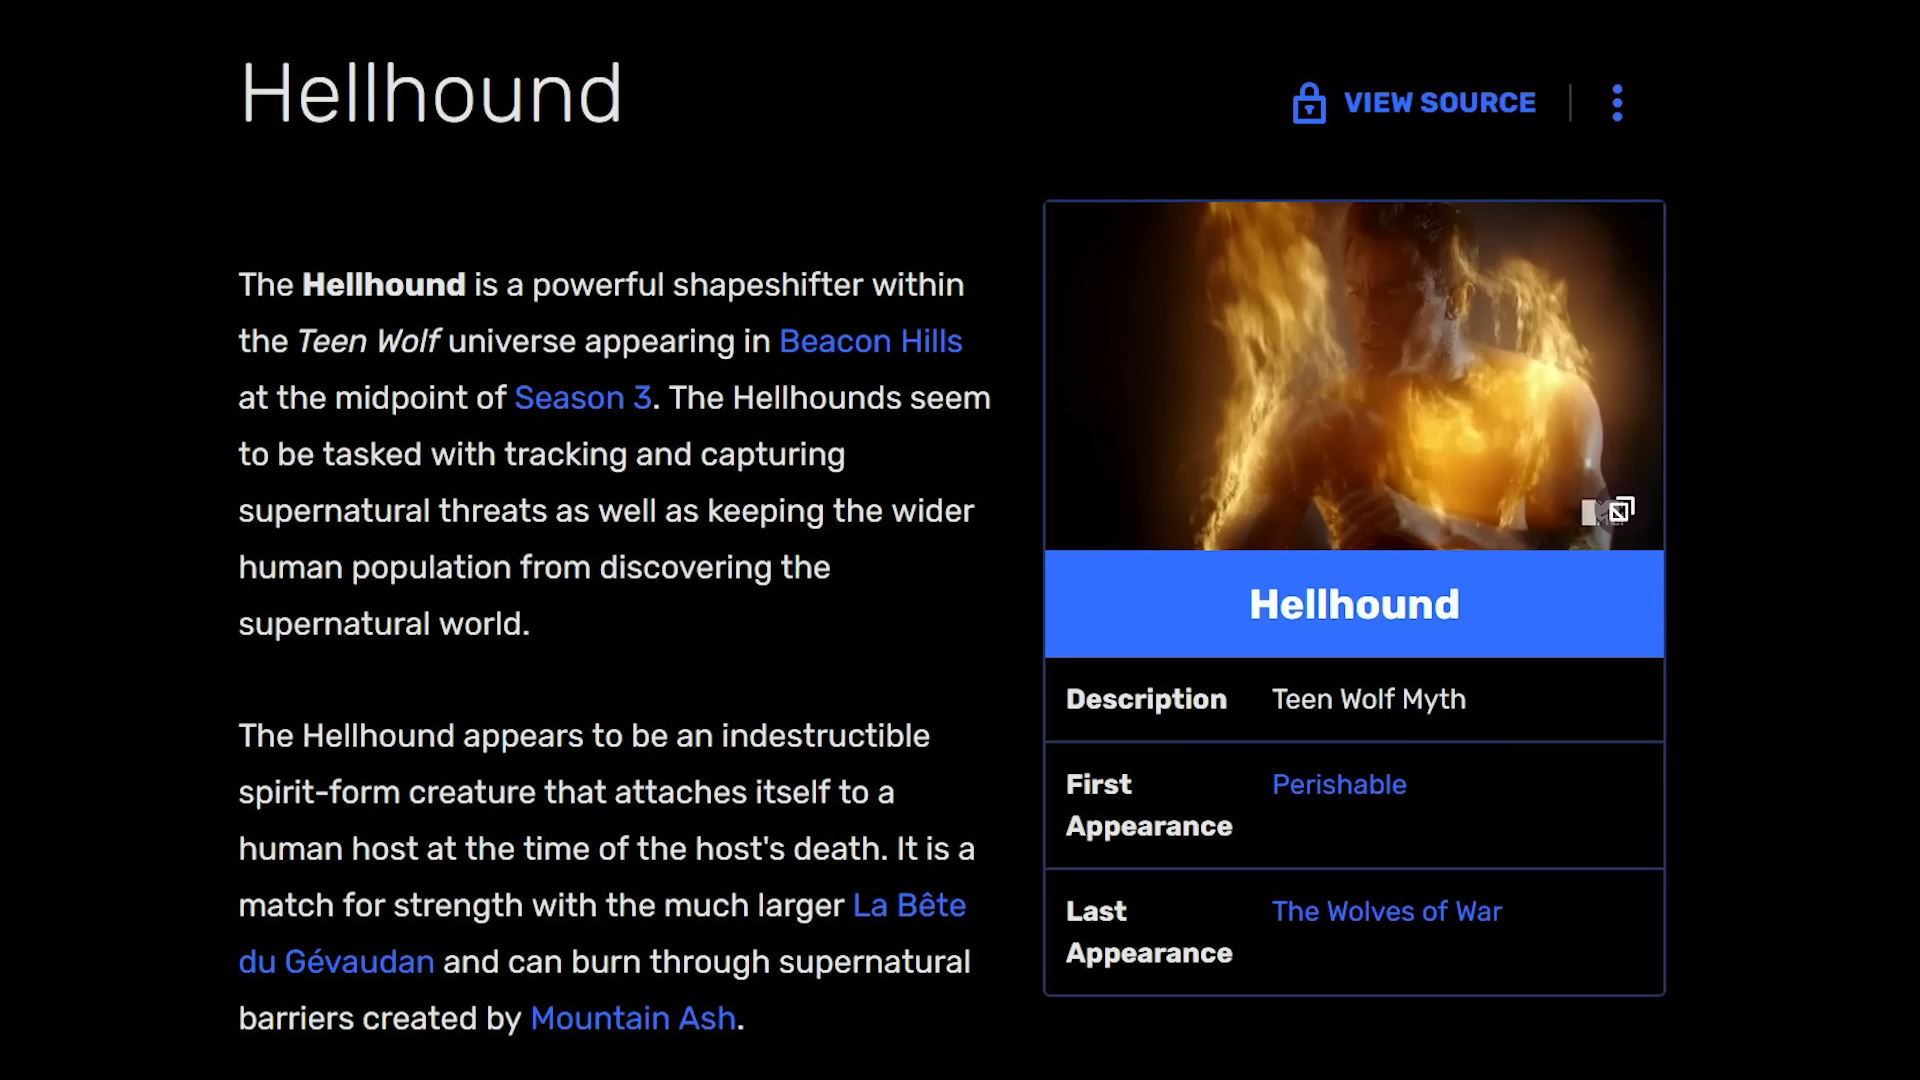 Hellhound
VIEW SOURCE
The Hellhound is a powerful shapeshifter within
the Teen Wolf universe appearing in Beacon Hills
at the midpoint of Season 3. The Hellhounds seem
to be tasked with tracking and capturing
supernatural threats as well as keeping the wider
human population from discovering the
supernatural world.
The Hellhound appears to be an indestructible
spirit-form creature that attaches itself to a
human host at the time of the host's death. It is a
match for strength with the much larger La Bête
du Gévaudan and can burn through supernatural
barriers created by Mountain Ash.
Hellhound
Description Teen Wolf Myth
First Perishable
Appearance
Last The Wolves of War
Appearance